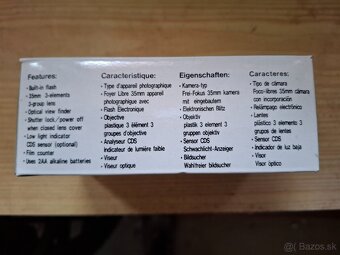 Features:
• Built-in flash
• 35mm 3-elements
3-group lens
• Optical view finder
• Shutter lock/power off
when closed lens cover
• Low light indicator
CDS sensor (optional)
• Film counter
• Uses 2AA alkaline batteries
Caracteristique:
• Type d'appareil photographique
• Foyer Libre 35mm appareil
photographique avec
• Flash Electronique
• Objective
plastique 3 élément 3
groupes d'objective
• Analyseur CDS
indicateur de lumière faible
• Viseur
• Viseur optique
Eigenschaften:
• Kamera-typ
• Frei-Fokus 35mm kamera
mit eingebautem
• Elektronischen Blitz
• Objektiv
plastik 3 element 3
gruppen objektiv
• Sensor CDS
Schwachlicht-Anzeiger
• Bildsucher
• Wahlfreier bildsucher
Caracteres:
• Tipo de cámara
• Foco-libres 35mm cámara
con incorporación
• Relámpago electrónico
• Lentes
plástico 3 elemento 3
grupos de lentes
• Sensor CDS
• Indicador de luz baja
• Visor
• Visor óptico
Bazos.sk